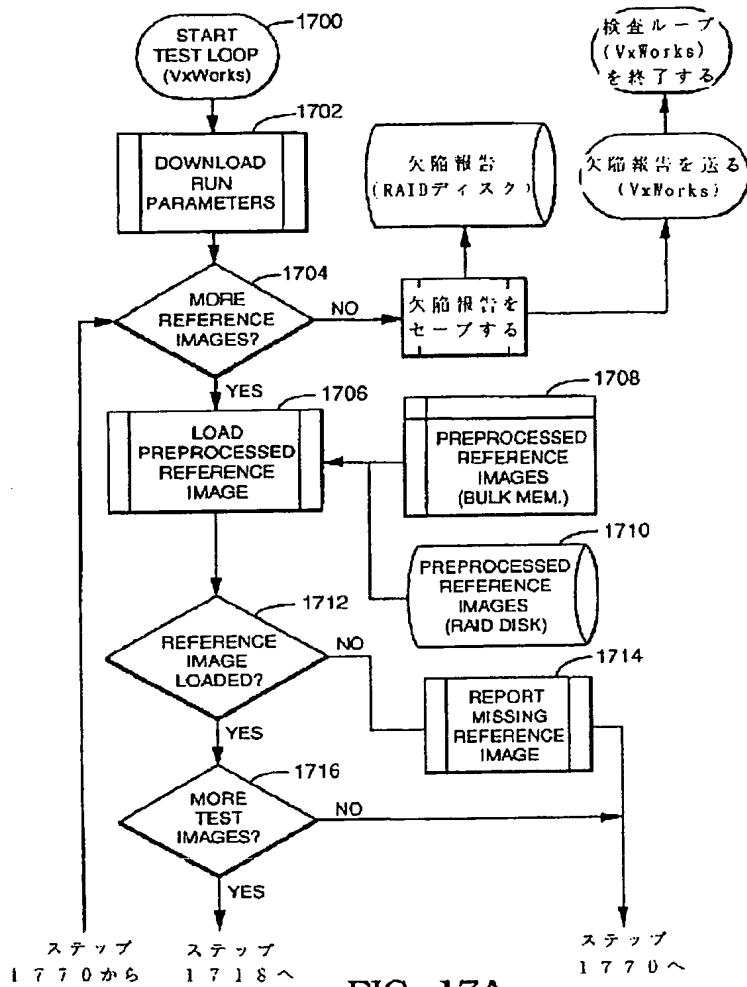 1700
START
TEST LOOP
(VxWorks)
検査ループ
(VxWorks)
を終了する
1702
DOWNLOAD
RUN
PARAMETERS
欠陥報告
(RAIDディスク)
欠陥報告を送る
(VxWorks)
1704
MORE
REFERENCE
IMAGES?
NO
欠陥報告を
セーブする
YES
1706
LOAD
PREPROCESSED
REFERENCE
IMAGE
1708
PREPROCESSED
REFERENCE
IMAGES
(BULK MEM.)
1710
PREPROCESSED
REFERENCE
IMAGES
(RAID DISK)
1712
REFERENCE
IMAGE
LOADED?
NO
1714
REPORT
MISSING
REFERENCE
IMAGE
YES
1716
MORE
TEST
IMAGES?
NO
YES
ステップ
1770から
ステップ
1718へ
ステップ
1770へ
FIG. 17A